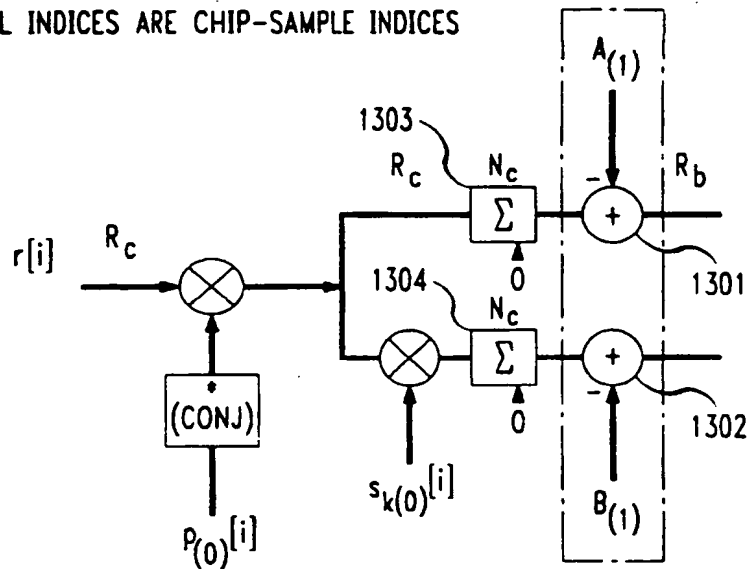 L INDICES ARE CHIP-SAMPLE INDICES
A(1)
1303
R_c
N_c
R_b
Σ
+
-
r[i]
R_c
0
1301
1304
N_c
Σ
+
-
*
(CONJ)
0
1302
s_k(0)[i]
B(1)
p(0)[i]